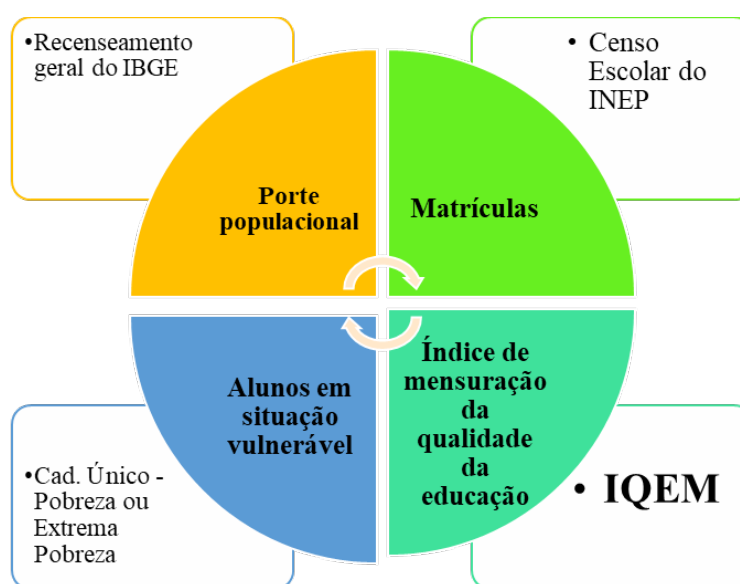 •Recenseamento
geral do IBGE
• Censo
Escolar do
INEP
Porte
populacional
Matrículas
Alunos em
situação
vulnerável
Índice de
mensuração
da
qualidade
da
educação
•Cad. Único -
Pobreza ou
Extrema
Pobreza
• IQEM